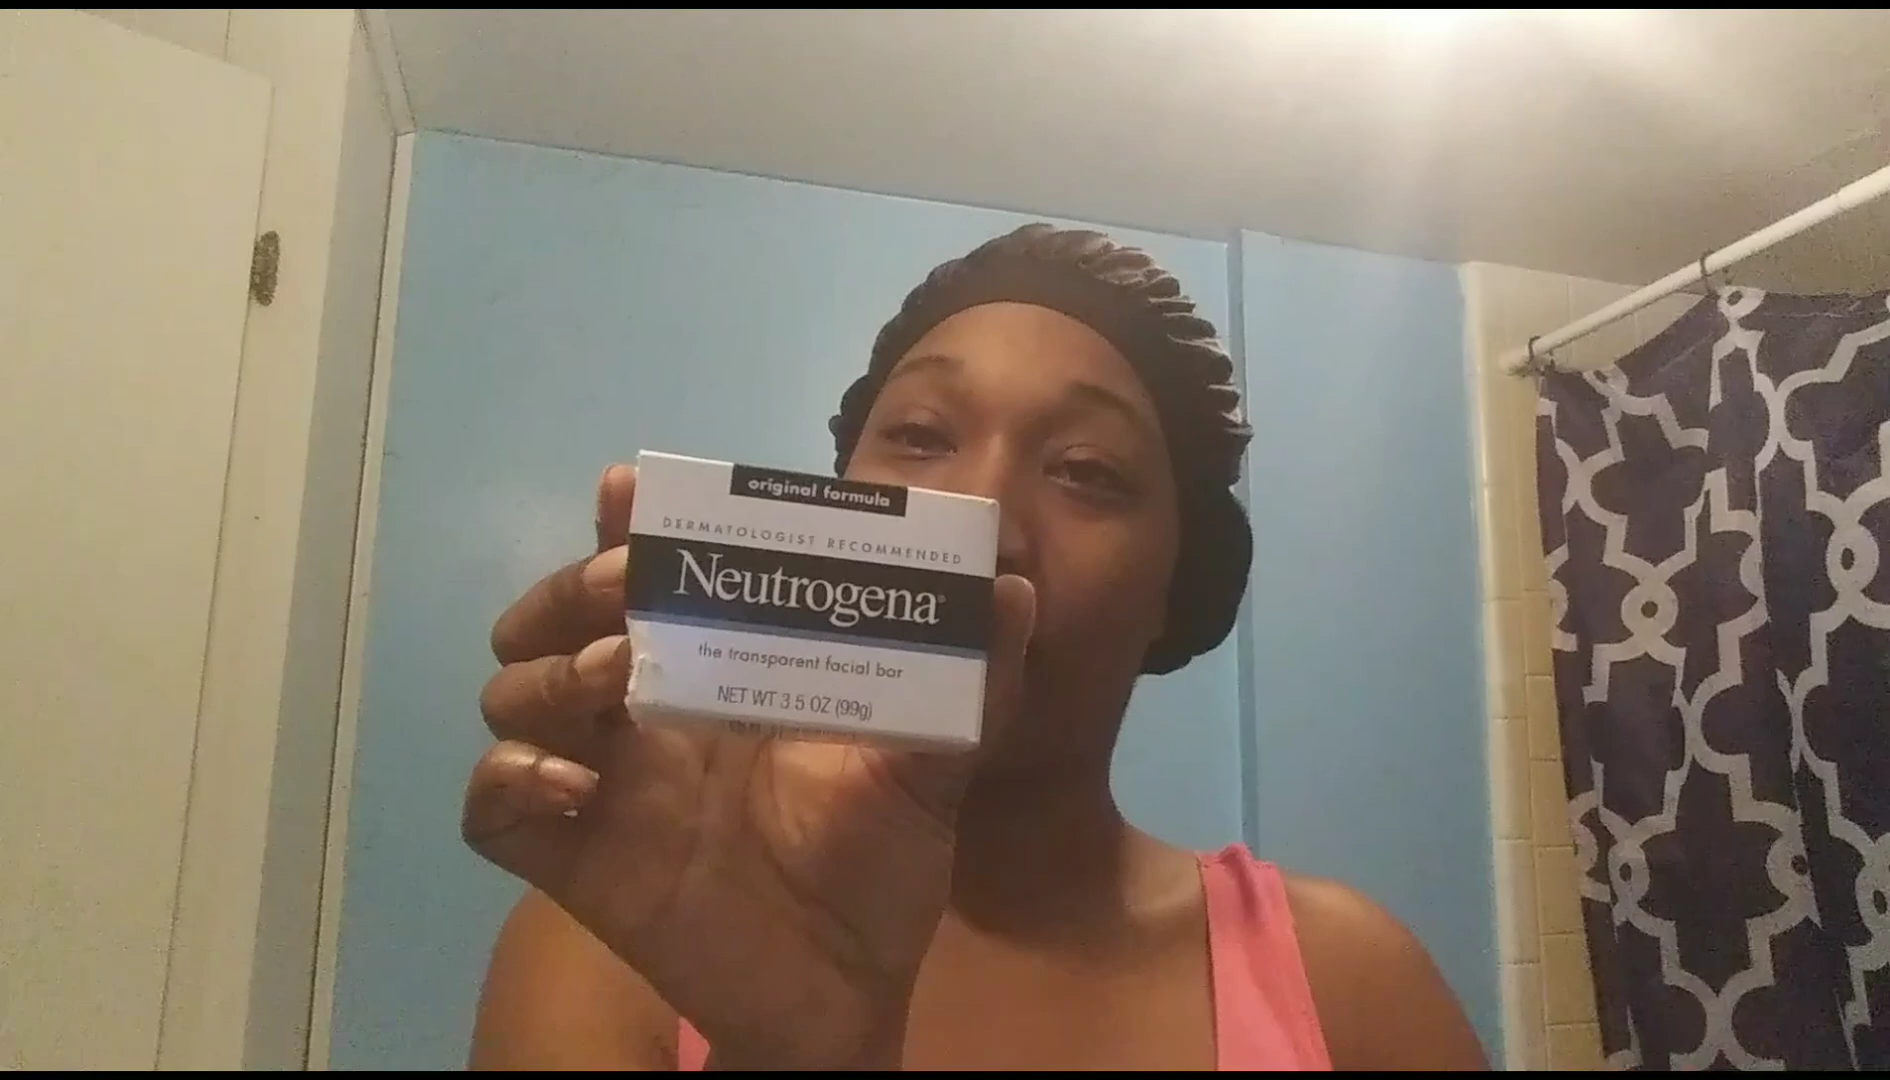 original formula
DERMATOLOGIST RECOMMENDED
Neutrogena®
the transparent facial bar
NET WT 3.5 OZ (99g)